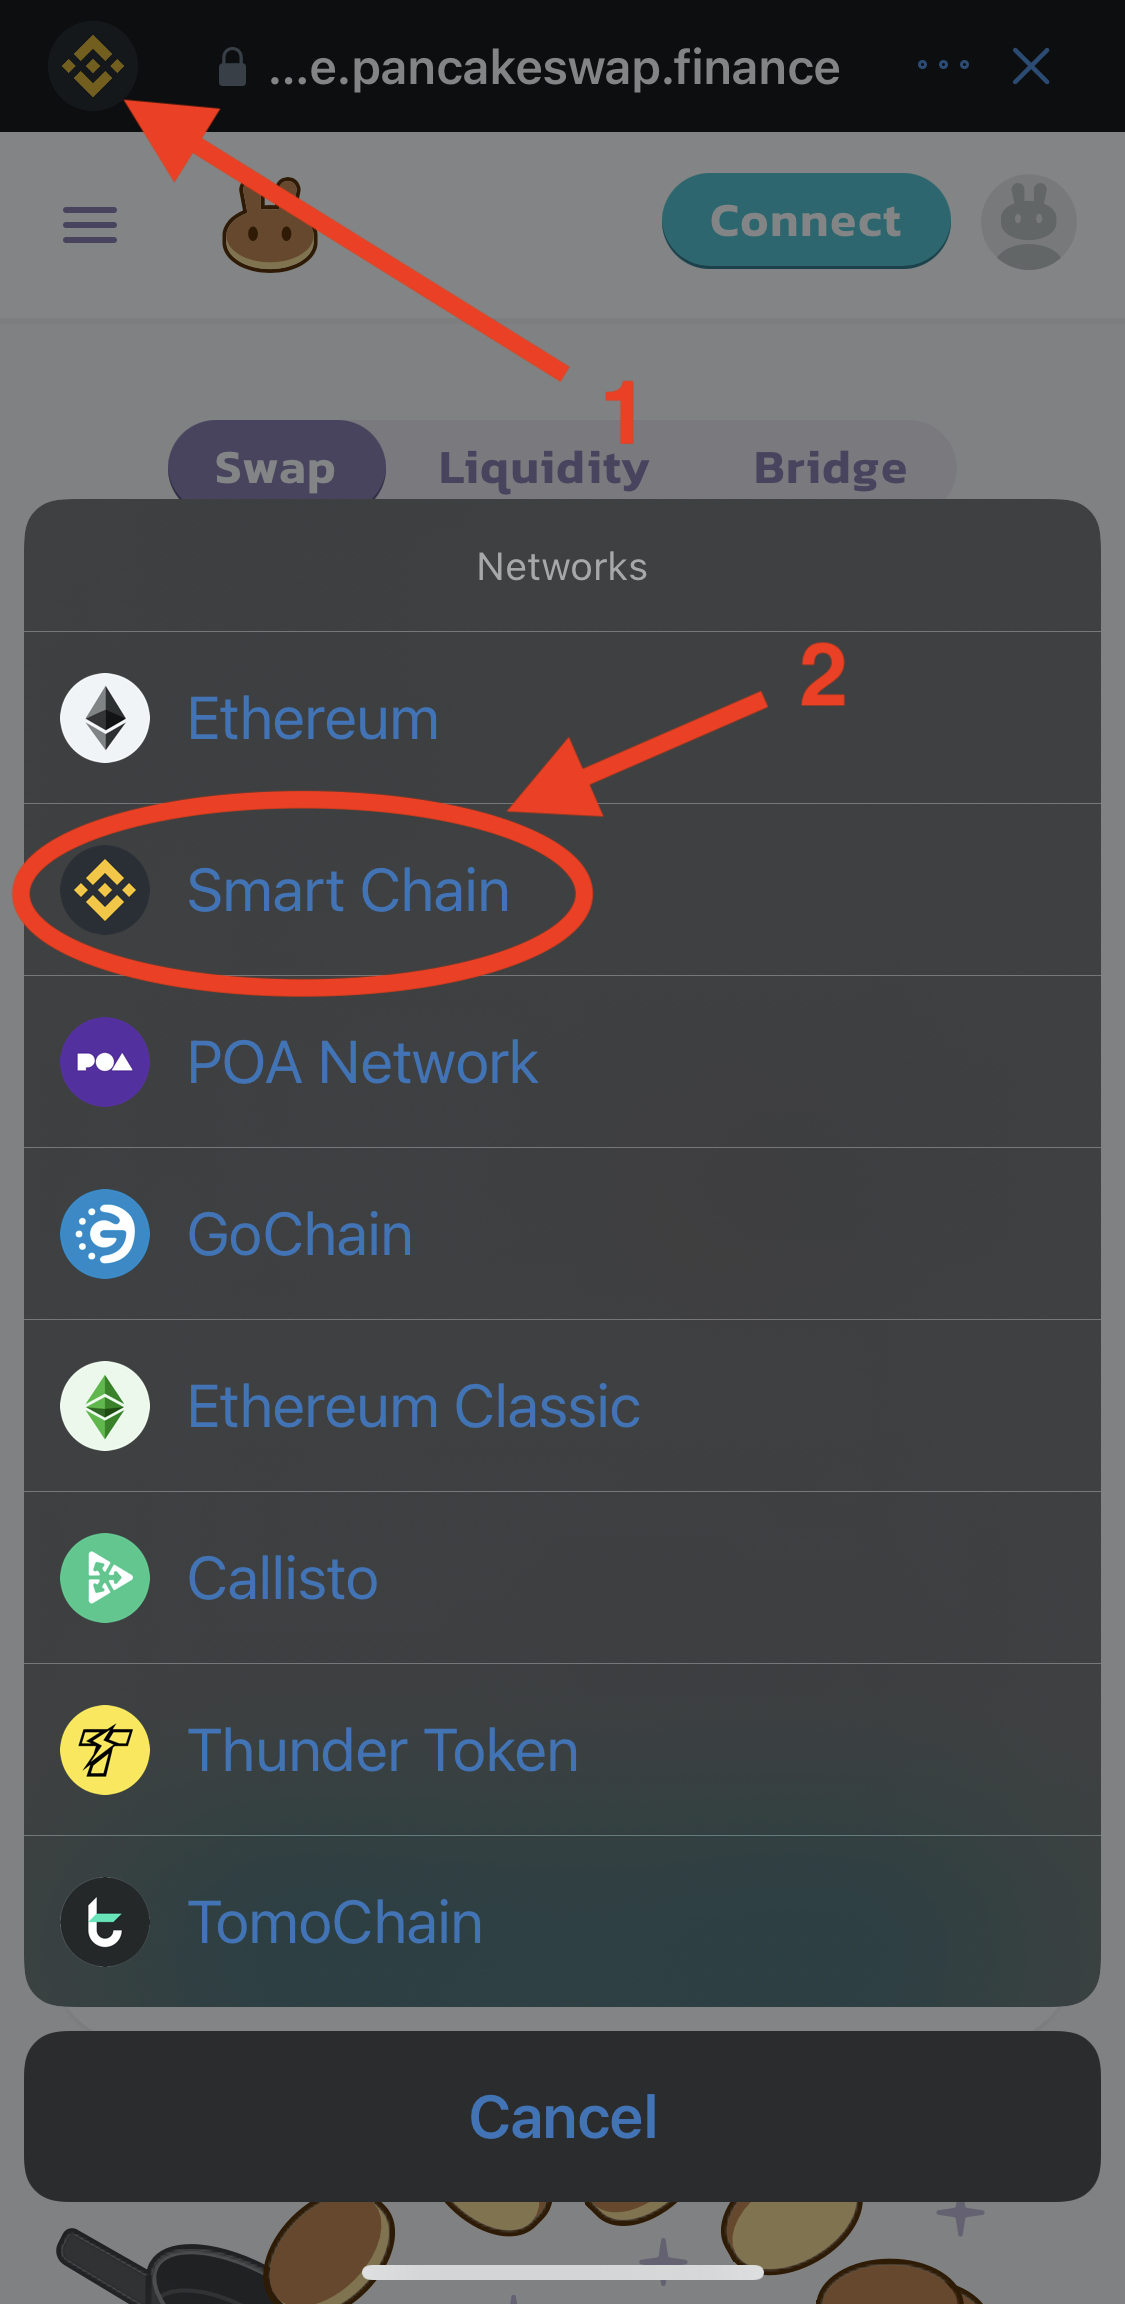 ...e.pancakeswap.finance
Connect
1
Swap Liquidity Bridge
Networks
2
Ethereum
Smart Chain
POA POA Network
GoChain
Ethereum Classic
Callisto
Thunder Token
TomoChain
Cancel